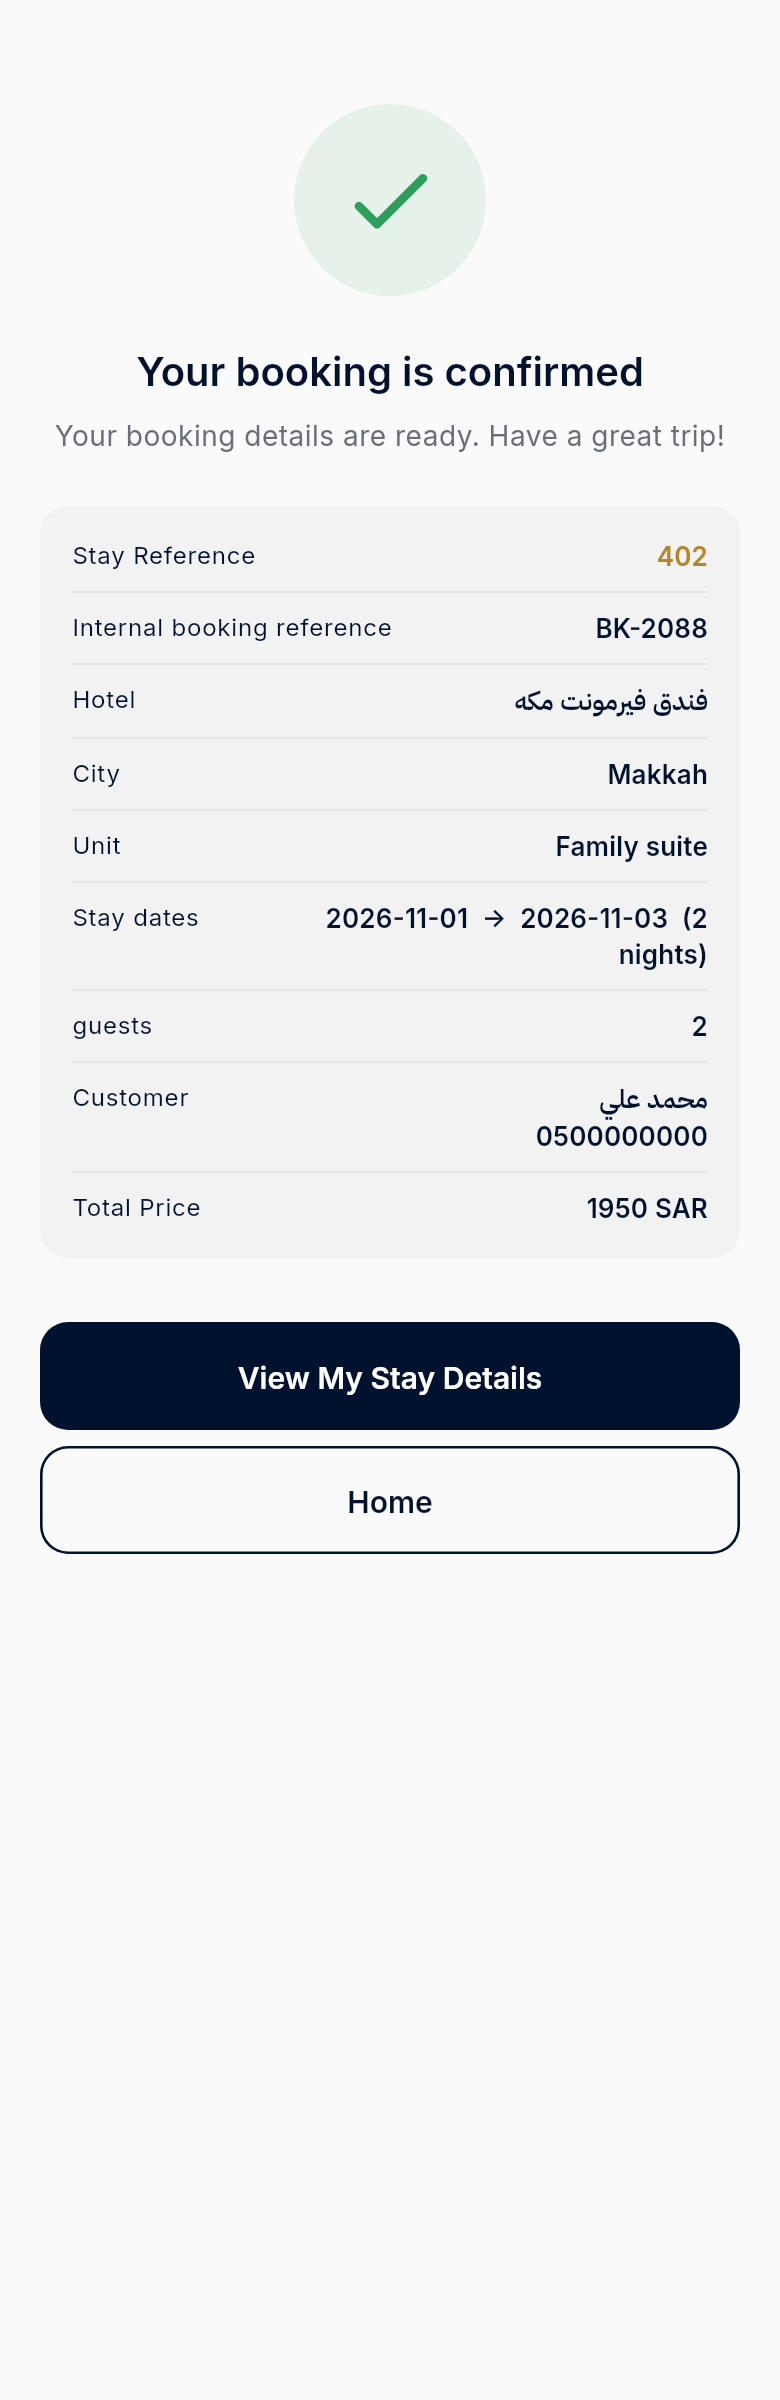 Your booking is confirmed
Your booking details are ready. Have a great trip!
Stay Reference 402
Internal booking reference BK-2088
Hotel فندق فيرمونت مكه
City Makkah
Unit Family suite
Stay dates 2026-11-01 → 2026-11-03 (2
nights)
guests 2
Customer محمد علي
0500000000
Total Price 1950 SAR
View My Stay Details
Home